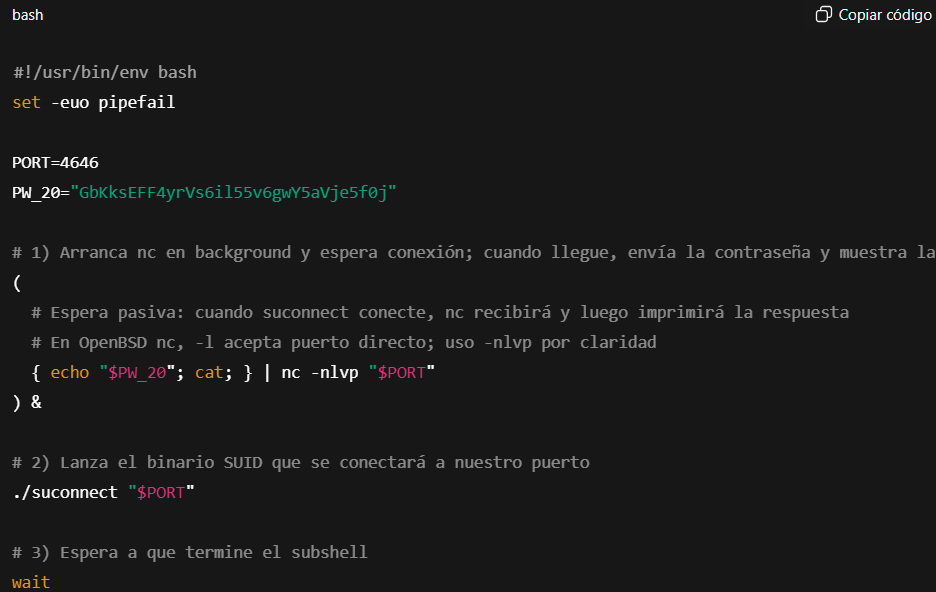 bash
Copiar código
#!/usr/bin/env bash
set -euo pipefail
PORT=4646
PW_20="GbKksEFF4yrVs6il55v6gwY5aVje5f0j"
# 1) Arranca nc en background y espera conexión; cuando llegue, envía la contraseña y muestra la
(
# Espera pasiva: cuando suconnect conecte, nc recibirá y luego imprimirá la respuesta
# En OpenBSD nc, -l acepta puerto directo; uso -nlvp por claridad
{ echo "$PW_20"; cat; } | nc -nlvp "$PORT"
) &
# 2) Lanza el binario SUID que se conectará a nuestro puerto
./suconnect "$PORT"
# 3) Espera a que termine el subshell
wait